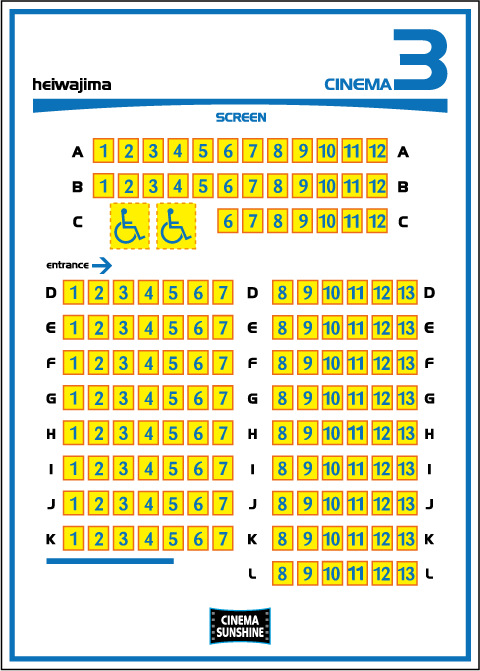 heiwajima
CINEMA 3
SCREEN
A 1 2 3 4 5 6 7 8 9 10 11 12 A
B 1 2 3 4 5 6 7 8 9 10 11 12 B
C 6 7 8 9 10 11 12 C
entrance
D 1 2 3 4 5 6 7 D 8 9 10 11 12 13 D
E 1 2 3 4 5 6 7 E 8 9 10 11 12 13 E
F 1 2 3 4 5 6 7 F 8 9 10 11 12 13 F
G 1 2 3 4 5 6 7 G 8 9 10 11 12 13 G
H 1 2 3 4 5 6 7 H 8 9 10 11 12 13 H
I 1 2 3 4 5 6 7 I 8 9 10 11 12 13 I
J 1 2 3 4 5 6 7 J 8 9 10 11 12 13 J
K 1 2 3 4 5 6 7 K 8 9 10 11 12 13 K
L 8 9 10 11 12 13 L
CINEMA
SUNSHINE